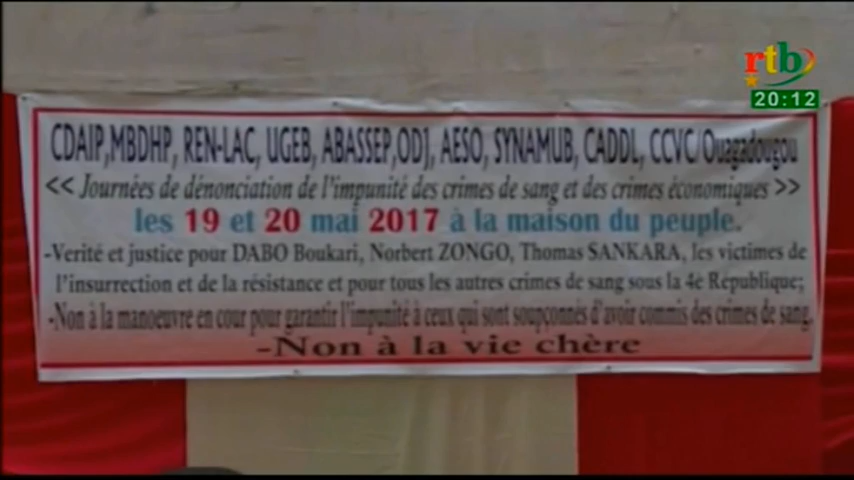 rtb
20:12
CDAIP,MBDHP, REN-LAC, UGEB, ABASSEP,ODJ, AESO, SYNAMUB, CADDL, CCVC/Ouagadougou
<< Journées de dénonciation de l'impunité des crimes de sang et des crimes économiques >>
les 19 et 20 mai 2017 à la maison du peuple.
-Verité et justice pour DABO Boukari, Norbert ZONGO, Thomas SANKARA, les victimes de
l'insurrection et de la résistance et pour tous les autres crimes de sang sous la 4è République;
-Non à la manoeuvre en cour pour garantir l'impunité à ceux qui sont soupçonnés d'avoir commis des crimes de sang.
-Non à la vie chère